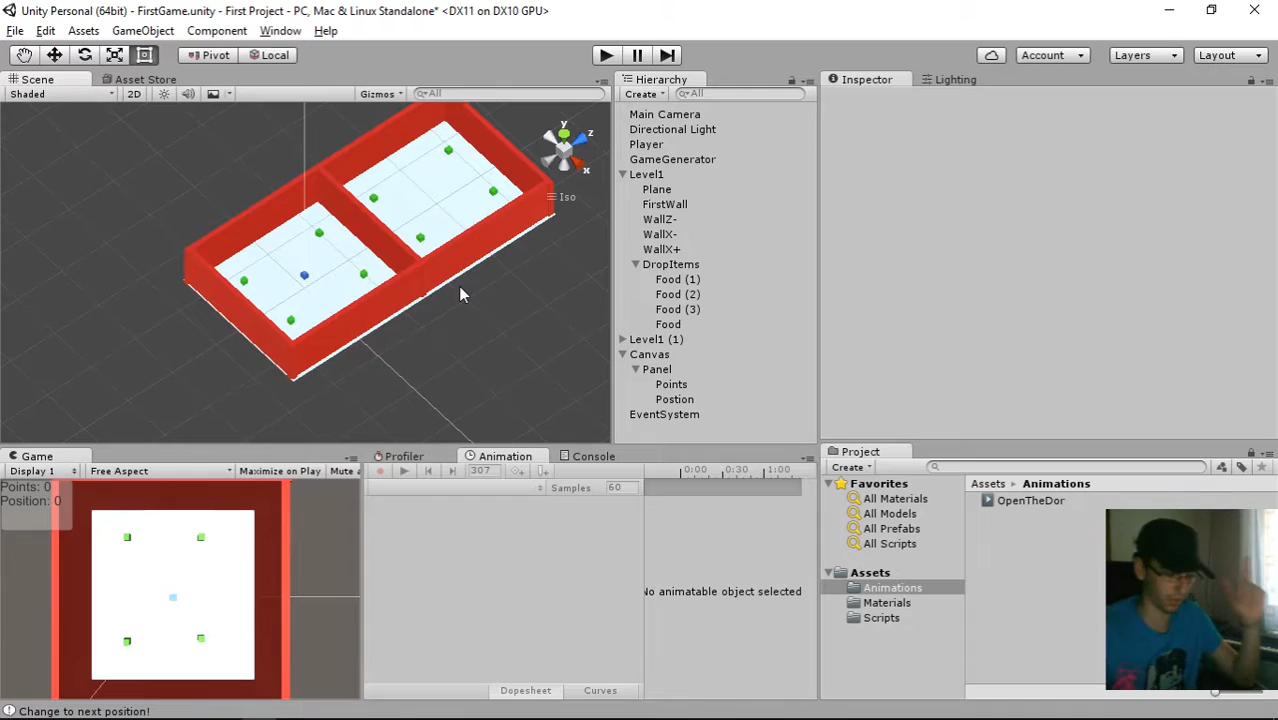 Unity Personal (64bit) - FirstGame.unity - First Project - PC, Mac & Linux Standalone* <DX11 on DX10 GPU>
File Edit Assets GameObject Component Window Help
Pivot Local Account Layers Layout
Scene Asset Store Hierarchy Inspector Lighting
Shaded 2D Gizmos All Create All
Main Camera
Directional Light
Player
GameGenerator
Level1
Plane
FirstWall
WallZ-
WallX-
WallX+
DropItems
Food (1)
Food (2)
Food (3)
Food
Level1 (1)
Canvas
Panel
Points
Postion
EventSystem
y
z
x
Iso
Game Profiler Animation Console Project
Display 1 Free Aspect Maximize on Play Mute a 307 0:00 0:30 1:00 Create
Samples 60
Points: 0
Position: 0
No animatable object selected
Dopesheet Curves
Favorites
All Materials
All Models
All Prefabs
All Scripts
Assets
Animations
Materials
Scripts
Assets Animations
OpenTheDor
Change to next position!